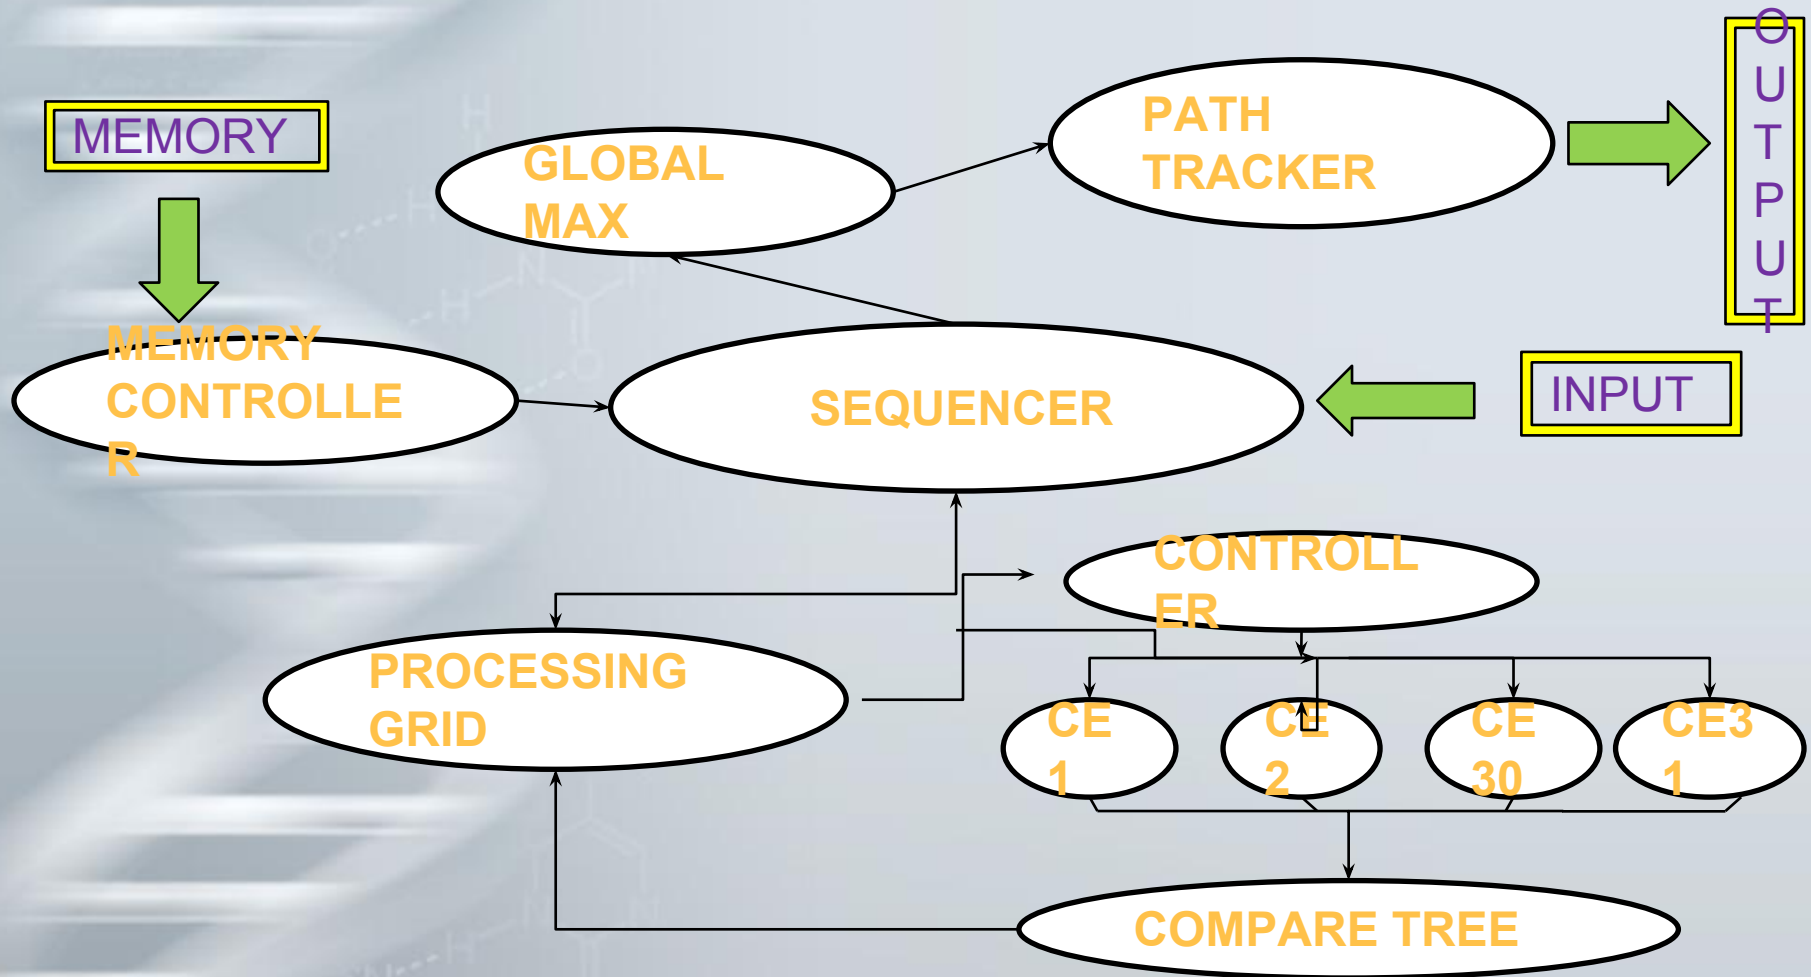 MEMORY
GLOBAL
MAX
PATH
TRACKER
O
U
T
P
U
T
MEMORY
CONTROLLE
R
SEQUENCER
INPUT
CONTROLL
ER
PROCESSING
GRID
CE
1
CE
2
CE
30
CE3
1
COMPARE TREE